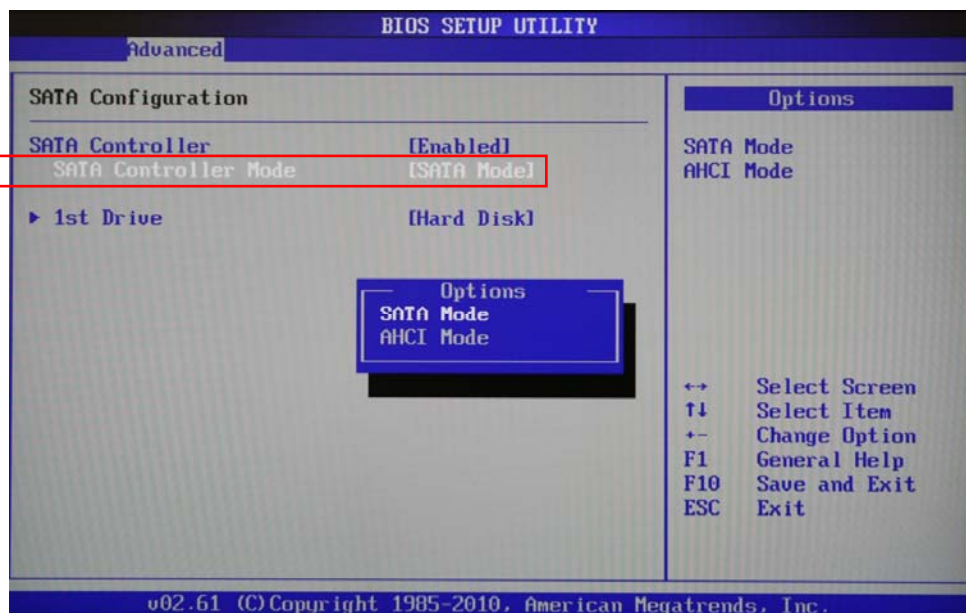 BIOS SETUP UTILITY
Advanced
SATA Configuration
SATA Controller [Enabled]
SATA Controller Mode [SATA Mode]
▶ 1st Drive [Hard Disk]
Options
SATA Mode
AHCI Mode
Options
SATA Mode
AHCI Mode
↔ Select Screen
↑↓ Select Item
+- Change Option
F1 General Help
F10 Save and Exit
ESC Exit
v02.61 (C)Copyright 1985-2010, American Megatrends, Inc.